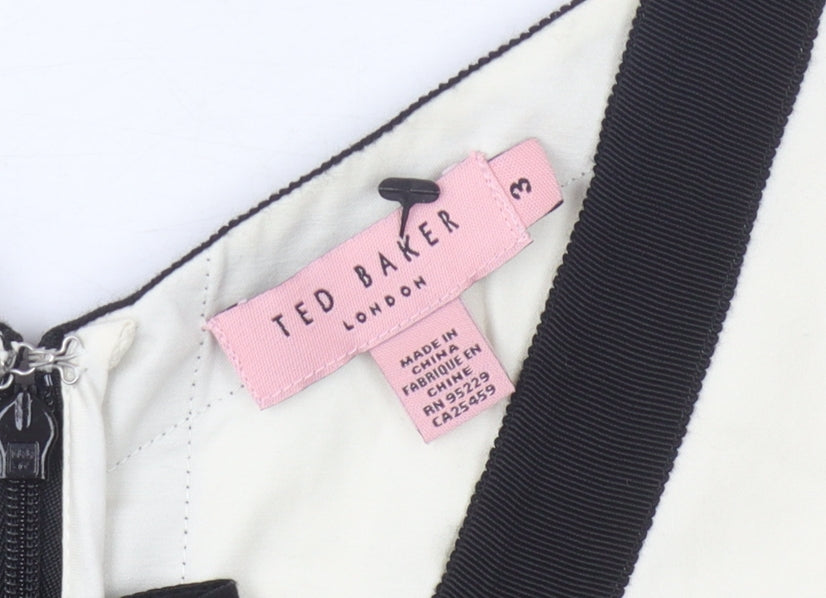 TED BAKER
LONDON
3
MADE IN
CHINA
FABRIQUE EN
CHINE
RN 95229
CA25459